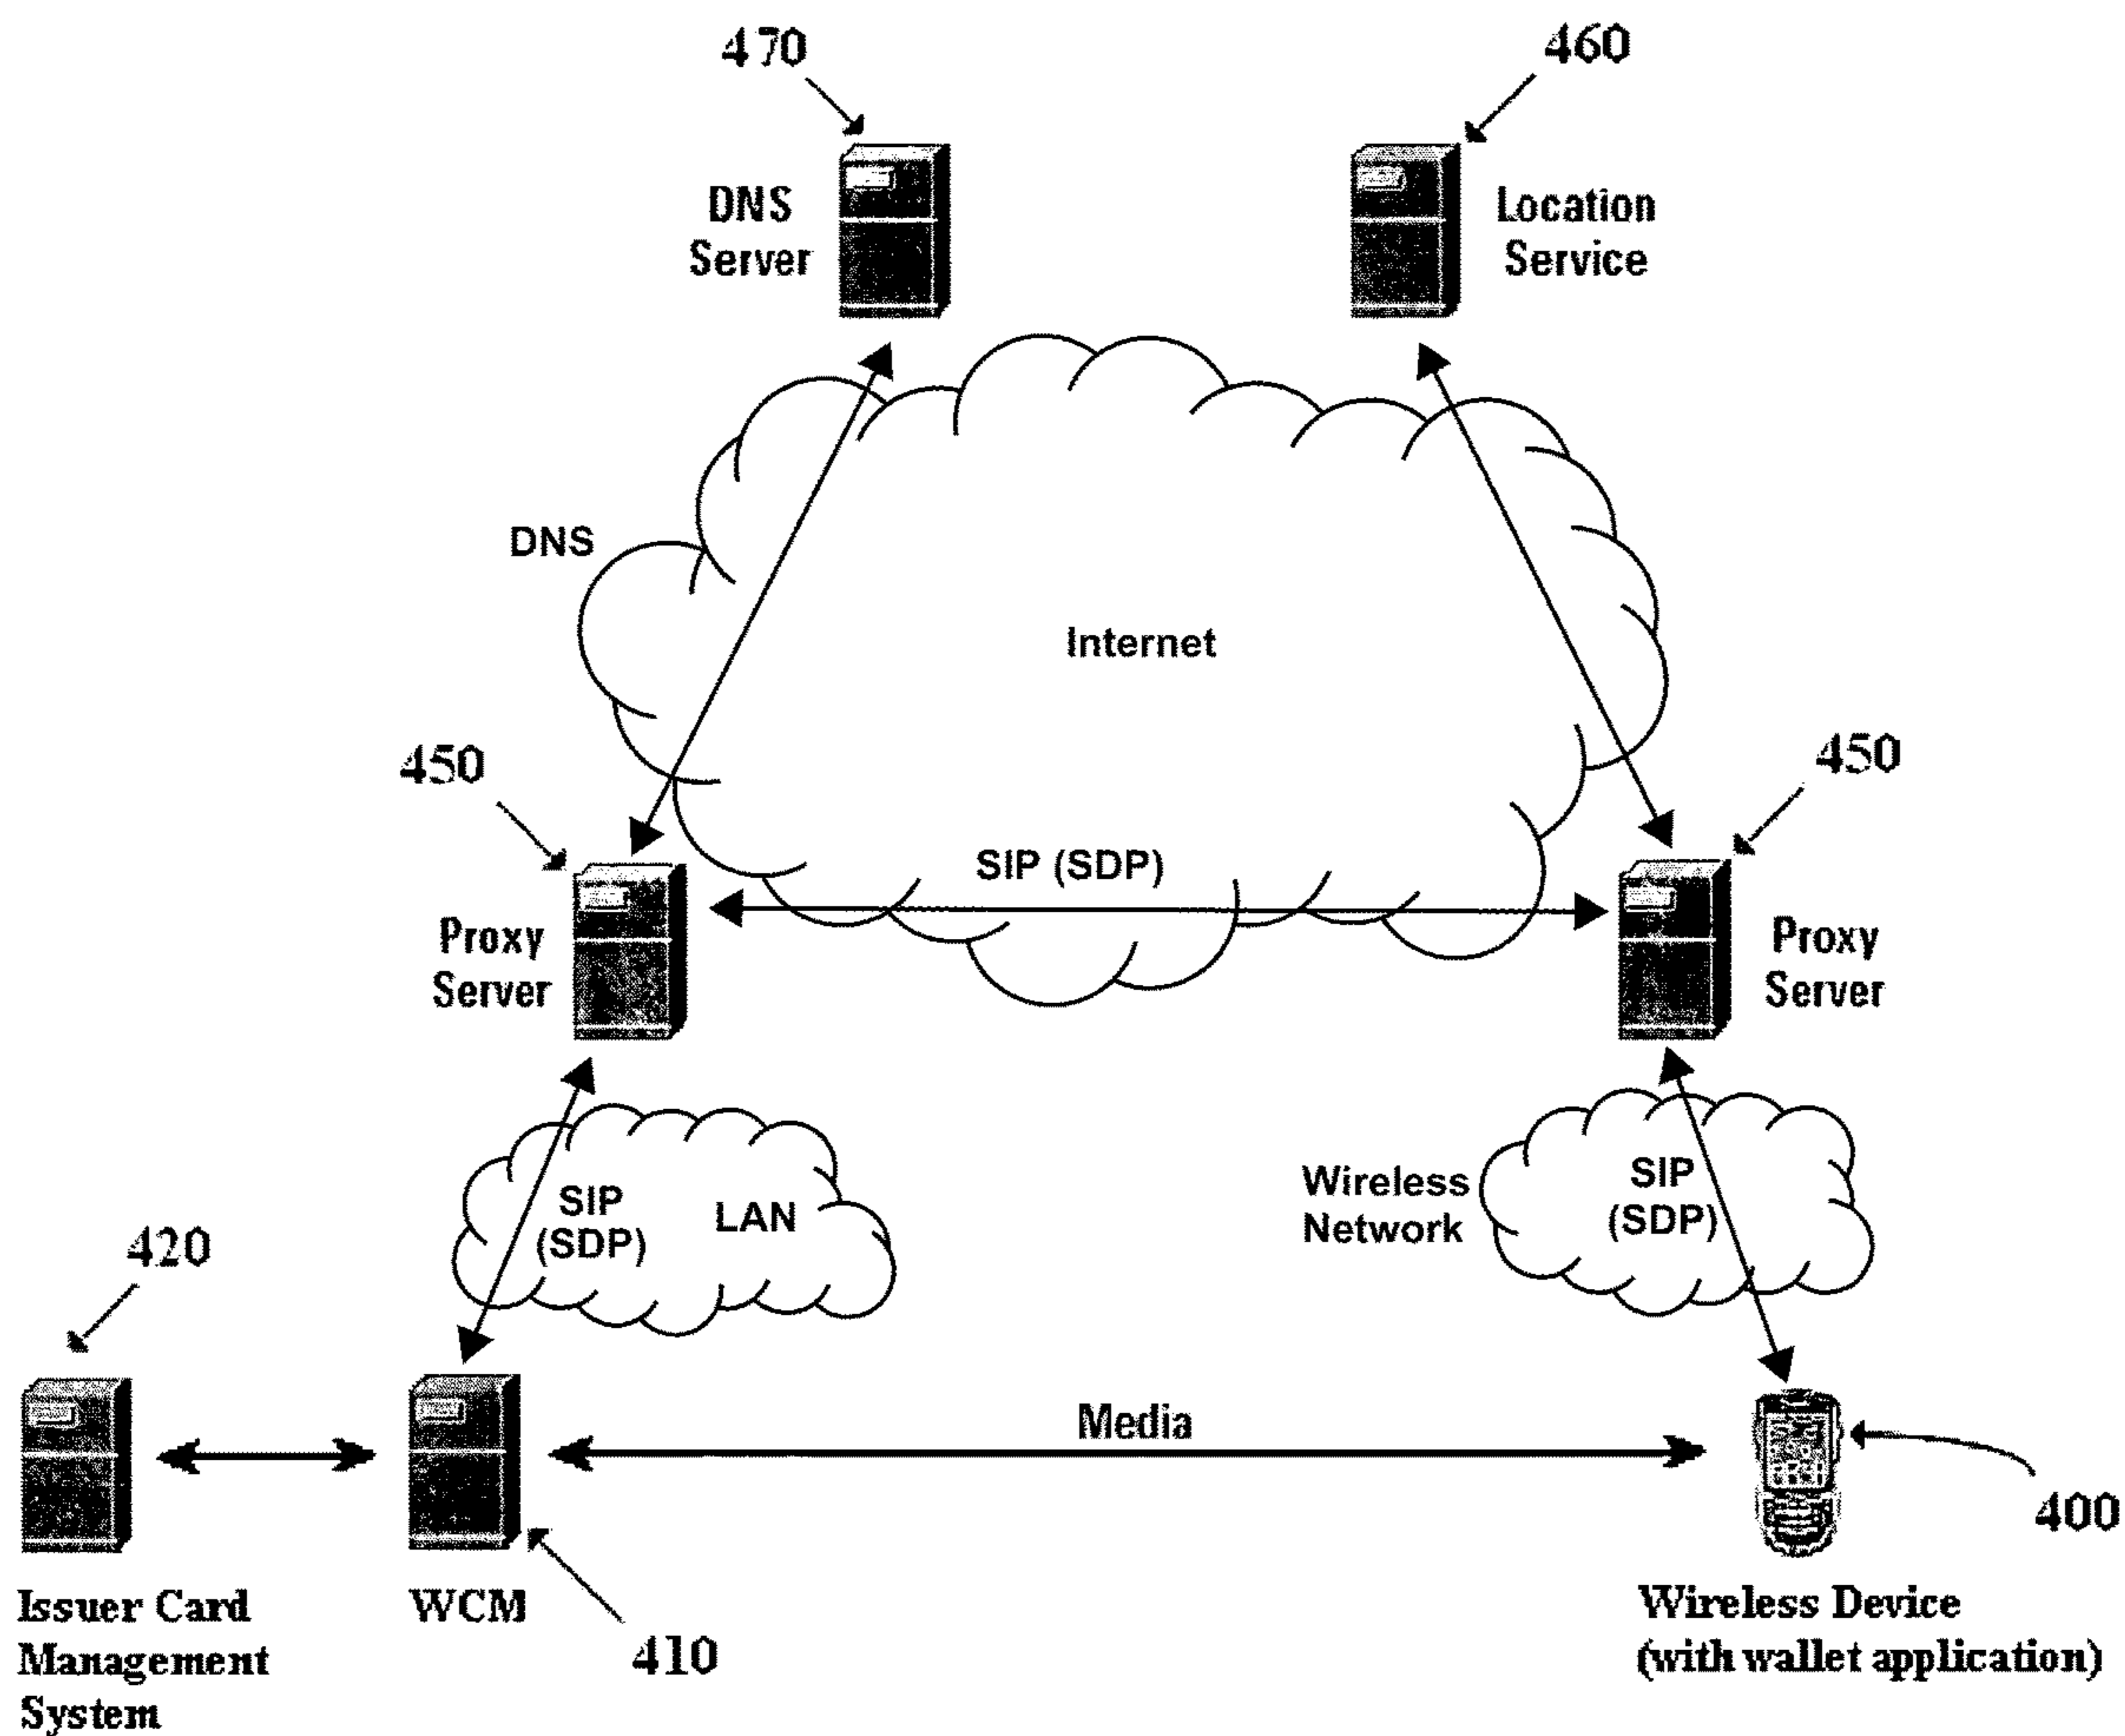 470
460
DNS
Server
Location
Service
DNS
Internet
450
450
SIP (SDP)
Proxy
Server
Proxy
Server
SIP
(SDP)
LAN
Wireless
Network
SIP
(SDP)
420
Media
400
Issuer Card
Management
System
WCM
410
Wireless Device
(with wallet application)